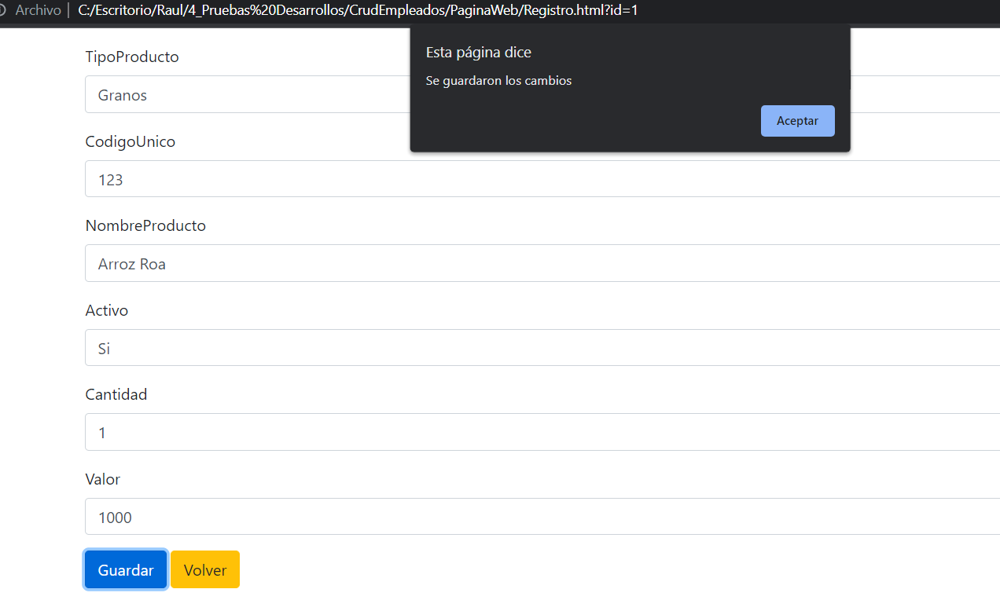 Archivo | C:/Escritorio/Raul/4_Pruebas%20Desarrollos/CrudEmpleados/PaginaWeb/Registro.html?id=1
Esta página dice
Se guardaron los cambios
Aceptar
TipoProducto
Granos
CodigoUnico
123
NombreProducto
Arroz Roa
Activo
Si
Cantidad
1
Valor
1000
Guardar Volver